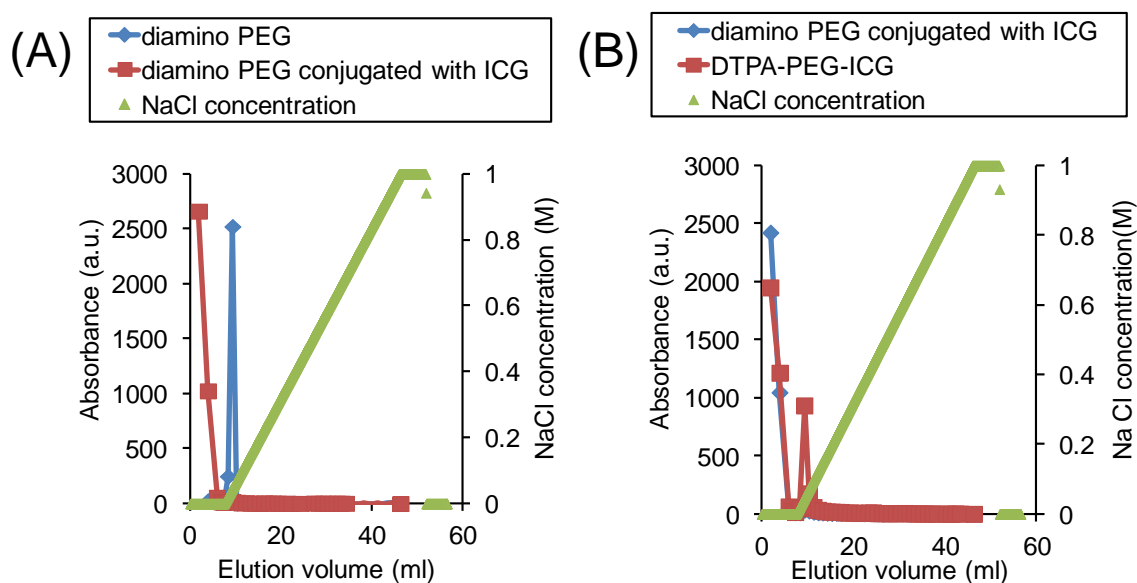 (A)
diamino PEG
diamino PEG conjugated with ICG
NaCl concentration
3000
2500
2000
1500
1000
500
0
Absorbance (a.u.)
1
0.8
0.6
0.4
0.2
0
NaCl concentration (M)
0 20 40 60
Elution volume (ml)
(B)
diamino PEG conjugated with ICG
DTPA-PEG-ICG
NaCl concentration
3000
2500
2000
1500
1000
500
0
Absorbance (a.u.)
1
0.8
0.6
0.4
0.2
0
Na Cl concentration(M)
0 20 40 60
Elution volume (ml)